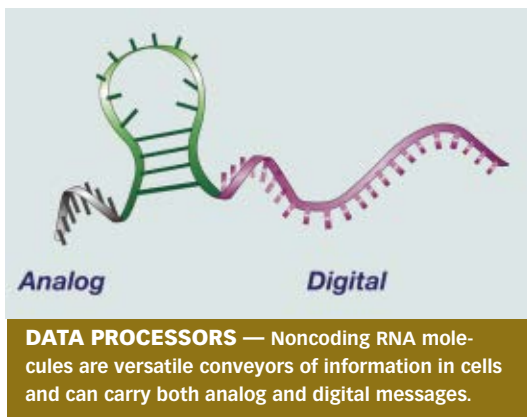 Analog Digital
DATA PROCESSORS — Noncoding RNA mole-
cules are versatile conveyors of information in cells
and can carry both analog and digital messages.